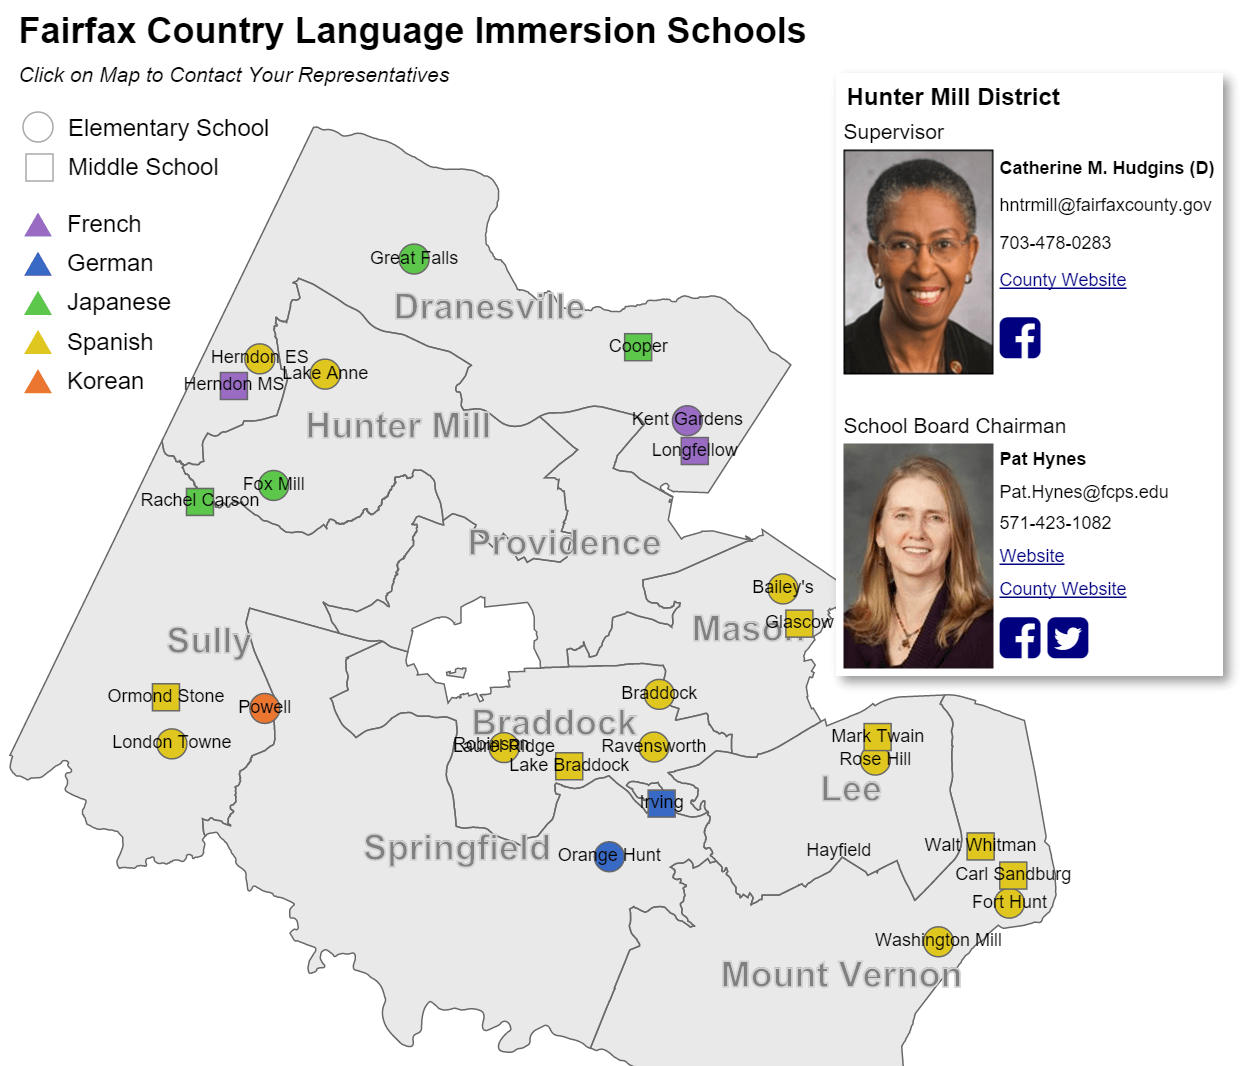 Fairfax Country Language Immersion Schools
Click on Map to Contact Your Representatives
Elementary School
Middle School
French
German
Japanese
Spanish
Korean
Great Falls
Dranesville
Cooper
Herndon ES
Lake Anne
Herndon MS
Hunter Mill
Kent Gardens
Longfellow
Fox Mill
Rachel Carson
Providence
Bailey's
Glascow
Mason
Sully
Ormond Stone
Powell
London Towne
Braddock
Braddock
Robinson
Laurel Ridge
Ravensworth
Lake Braddock
Mark Twain
Rose Hill
Lee
Irving
Springfield
Orange Hunt
Hayfield
Walt Whitman
Carl Sandburg
Fort Hunt
Washington Mill
Mount Vernon
Hunter Mill District
Supervisor
Catherine M. Hudgins (D)
hntrmill@fairfaxcounty.gov
703-478-0283
County Website
School Board Chairman
Pat Hynes
Pat.Hynes@fcps.edu
571-423-1082
Website
County Website